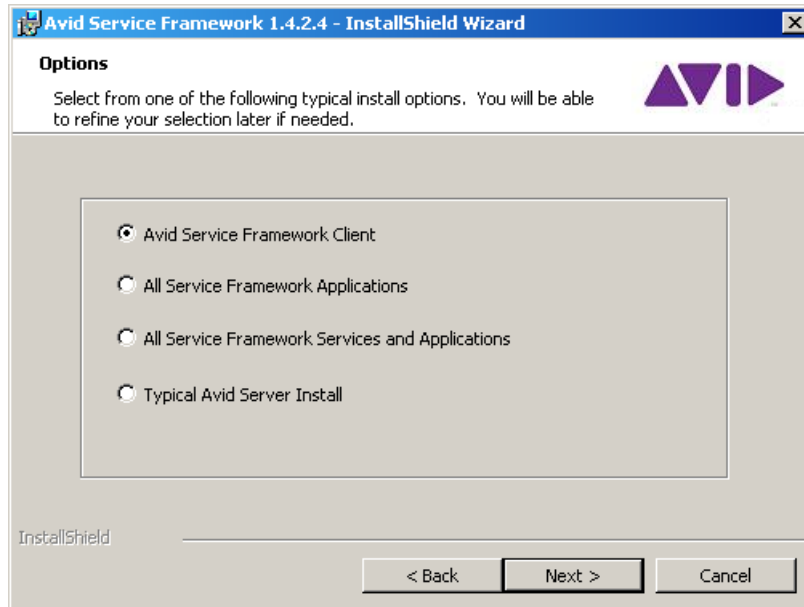 Avid Service Framework 1.4.2.4 - InstallShield Wizard
Options
AVID
Select from one of the following typical install options. You will be able
to refine your selection later if needed.
Avid Service Framework Client
All Service Framework Applications
All Service Framework Services and Applications
Typical Avid Server Install
InstallShield
< Back
Next >
Cancel